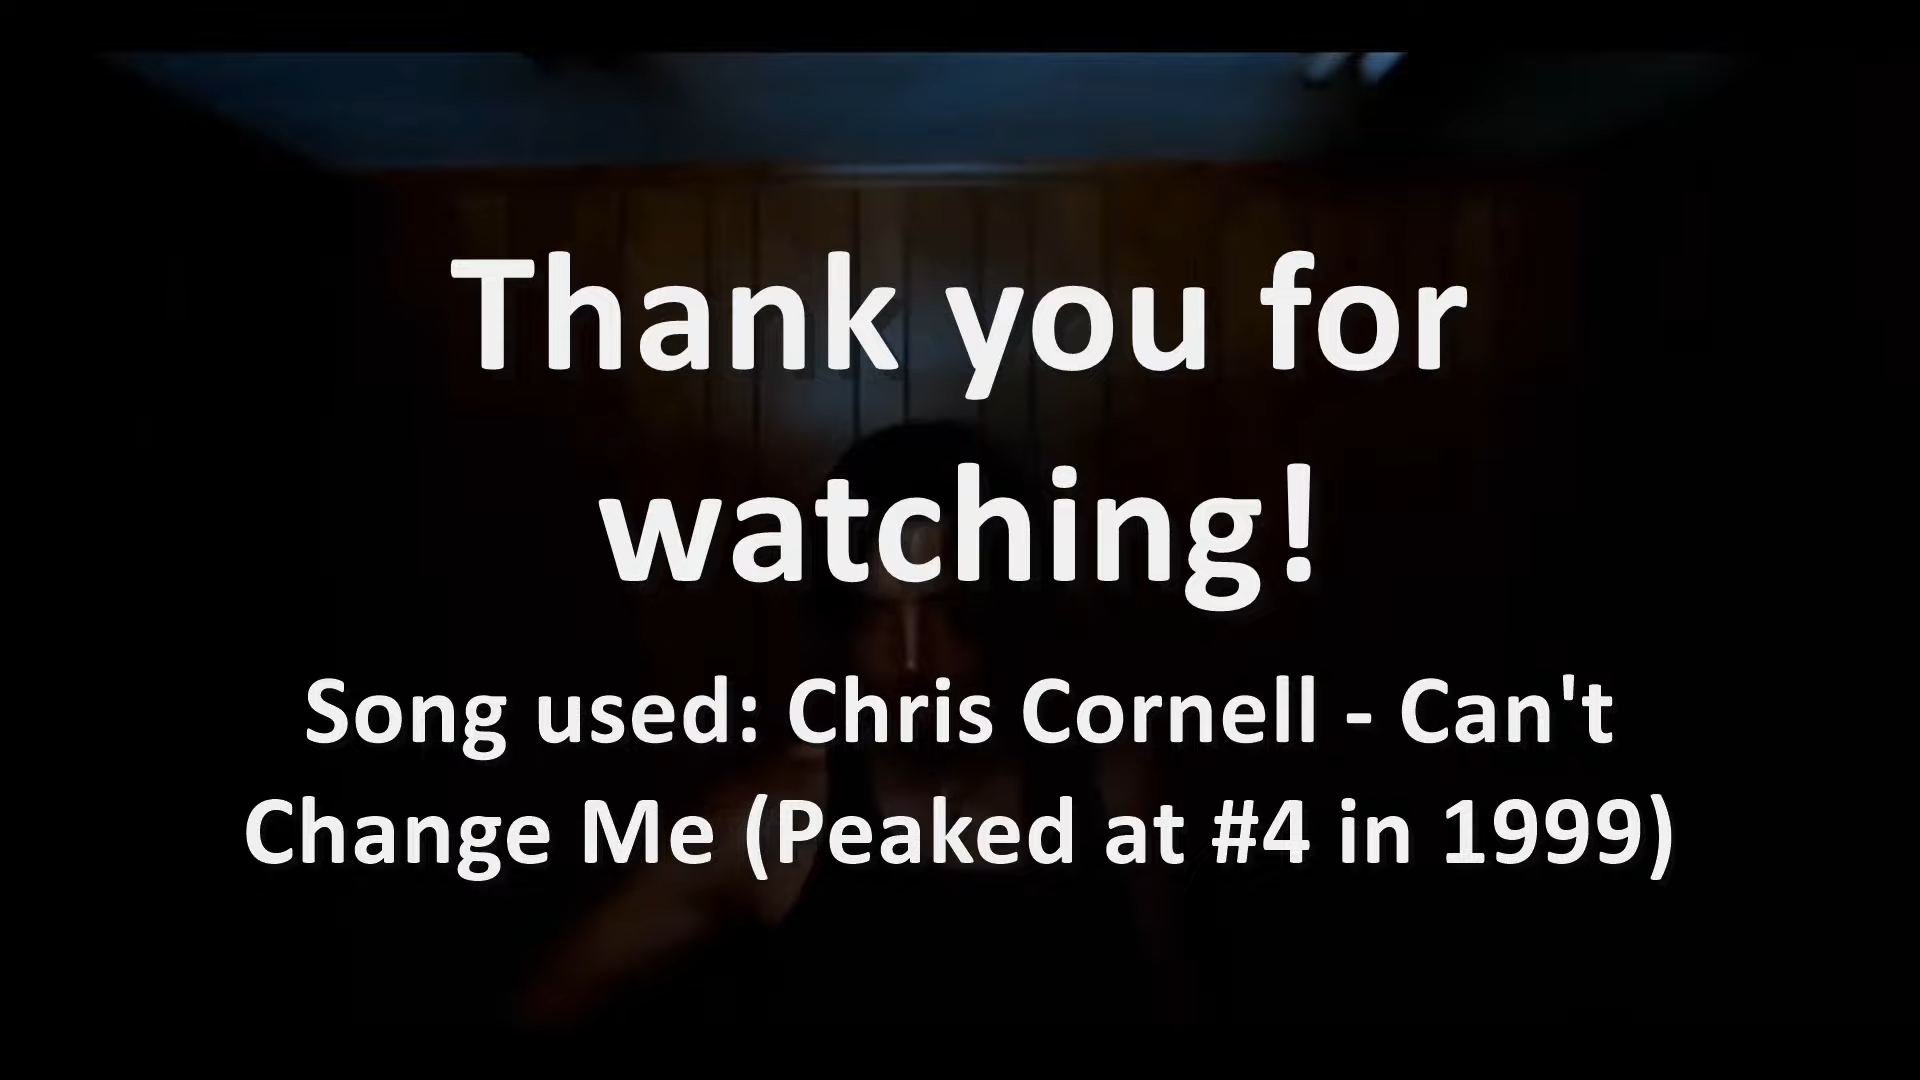 Thank you for
watching!
Song used: Chris Cornell - Can't
Change Me (Peaked at #4 in 1999)